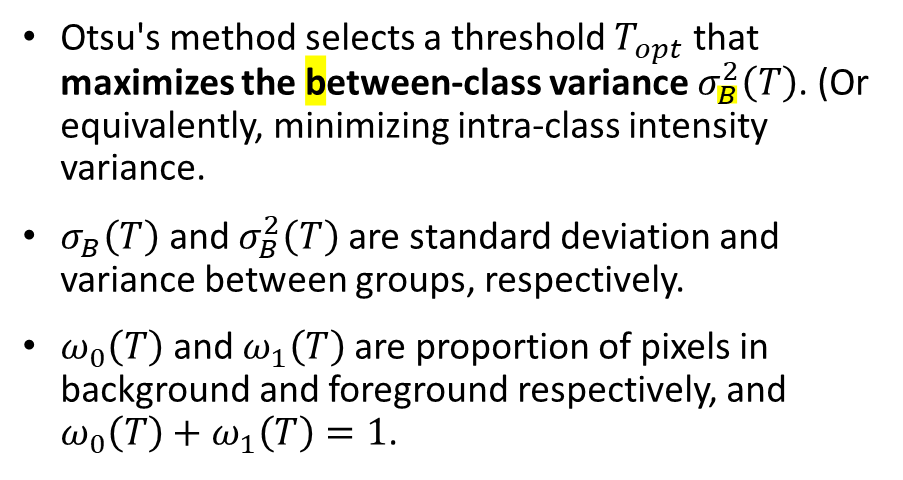 • Otsu's method selects a threshold $T_{opt}$ that
maximizes the between-class variance $\sigma_B^2(T)$. (Or
equivalently, minimizing intra-class intensity
variance.
• $\sigma_B(T)$ and $\sigma_B^2(T)$ are standard deviation and
variance between groups, respectively.
• $\omega_0(T)$ and $\omega_1(T)$ are proportion of pixels in
background and foreground respectively, and
$\omega_0(T) + \omega_1(T) = 1$.